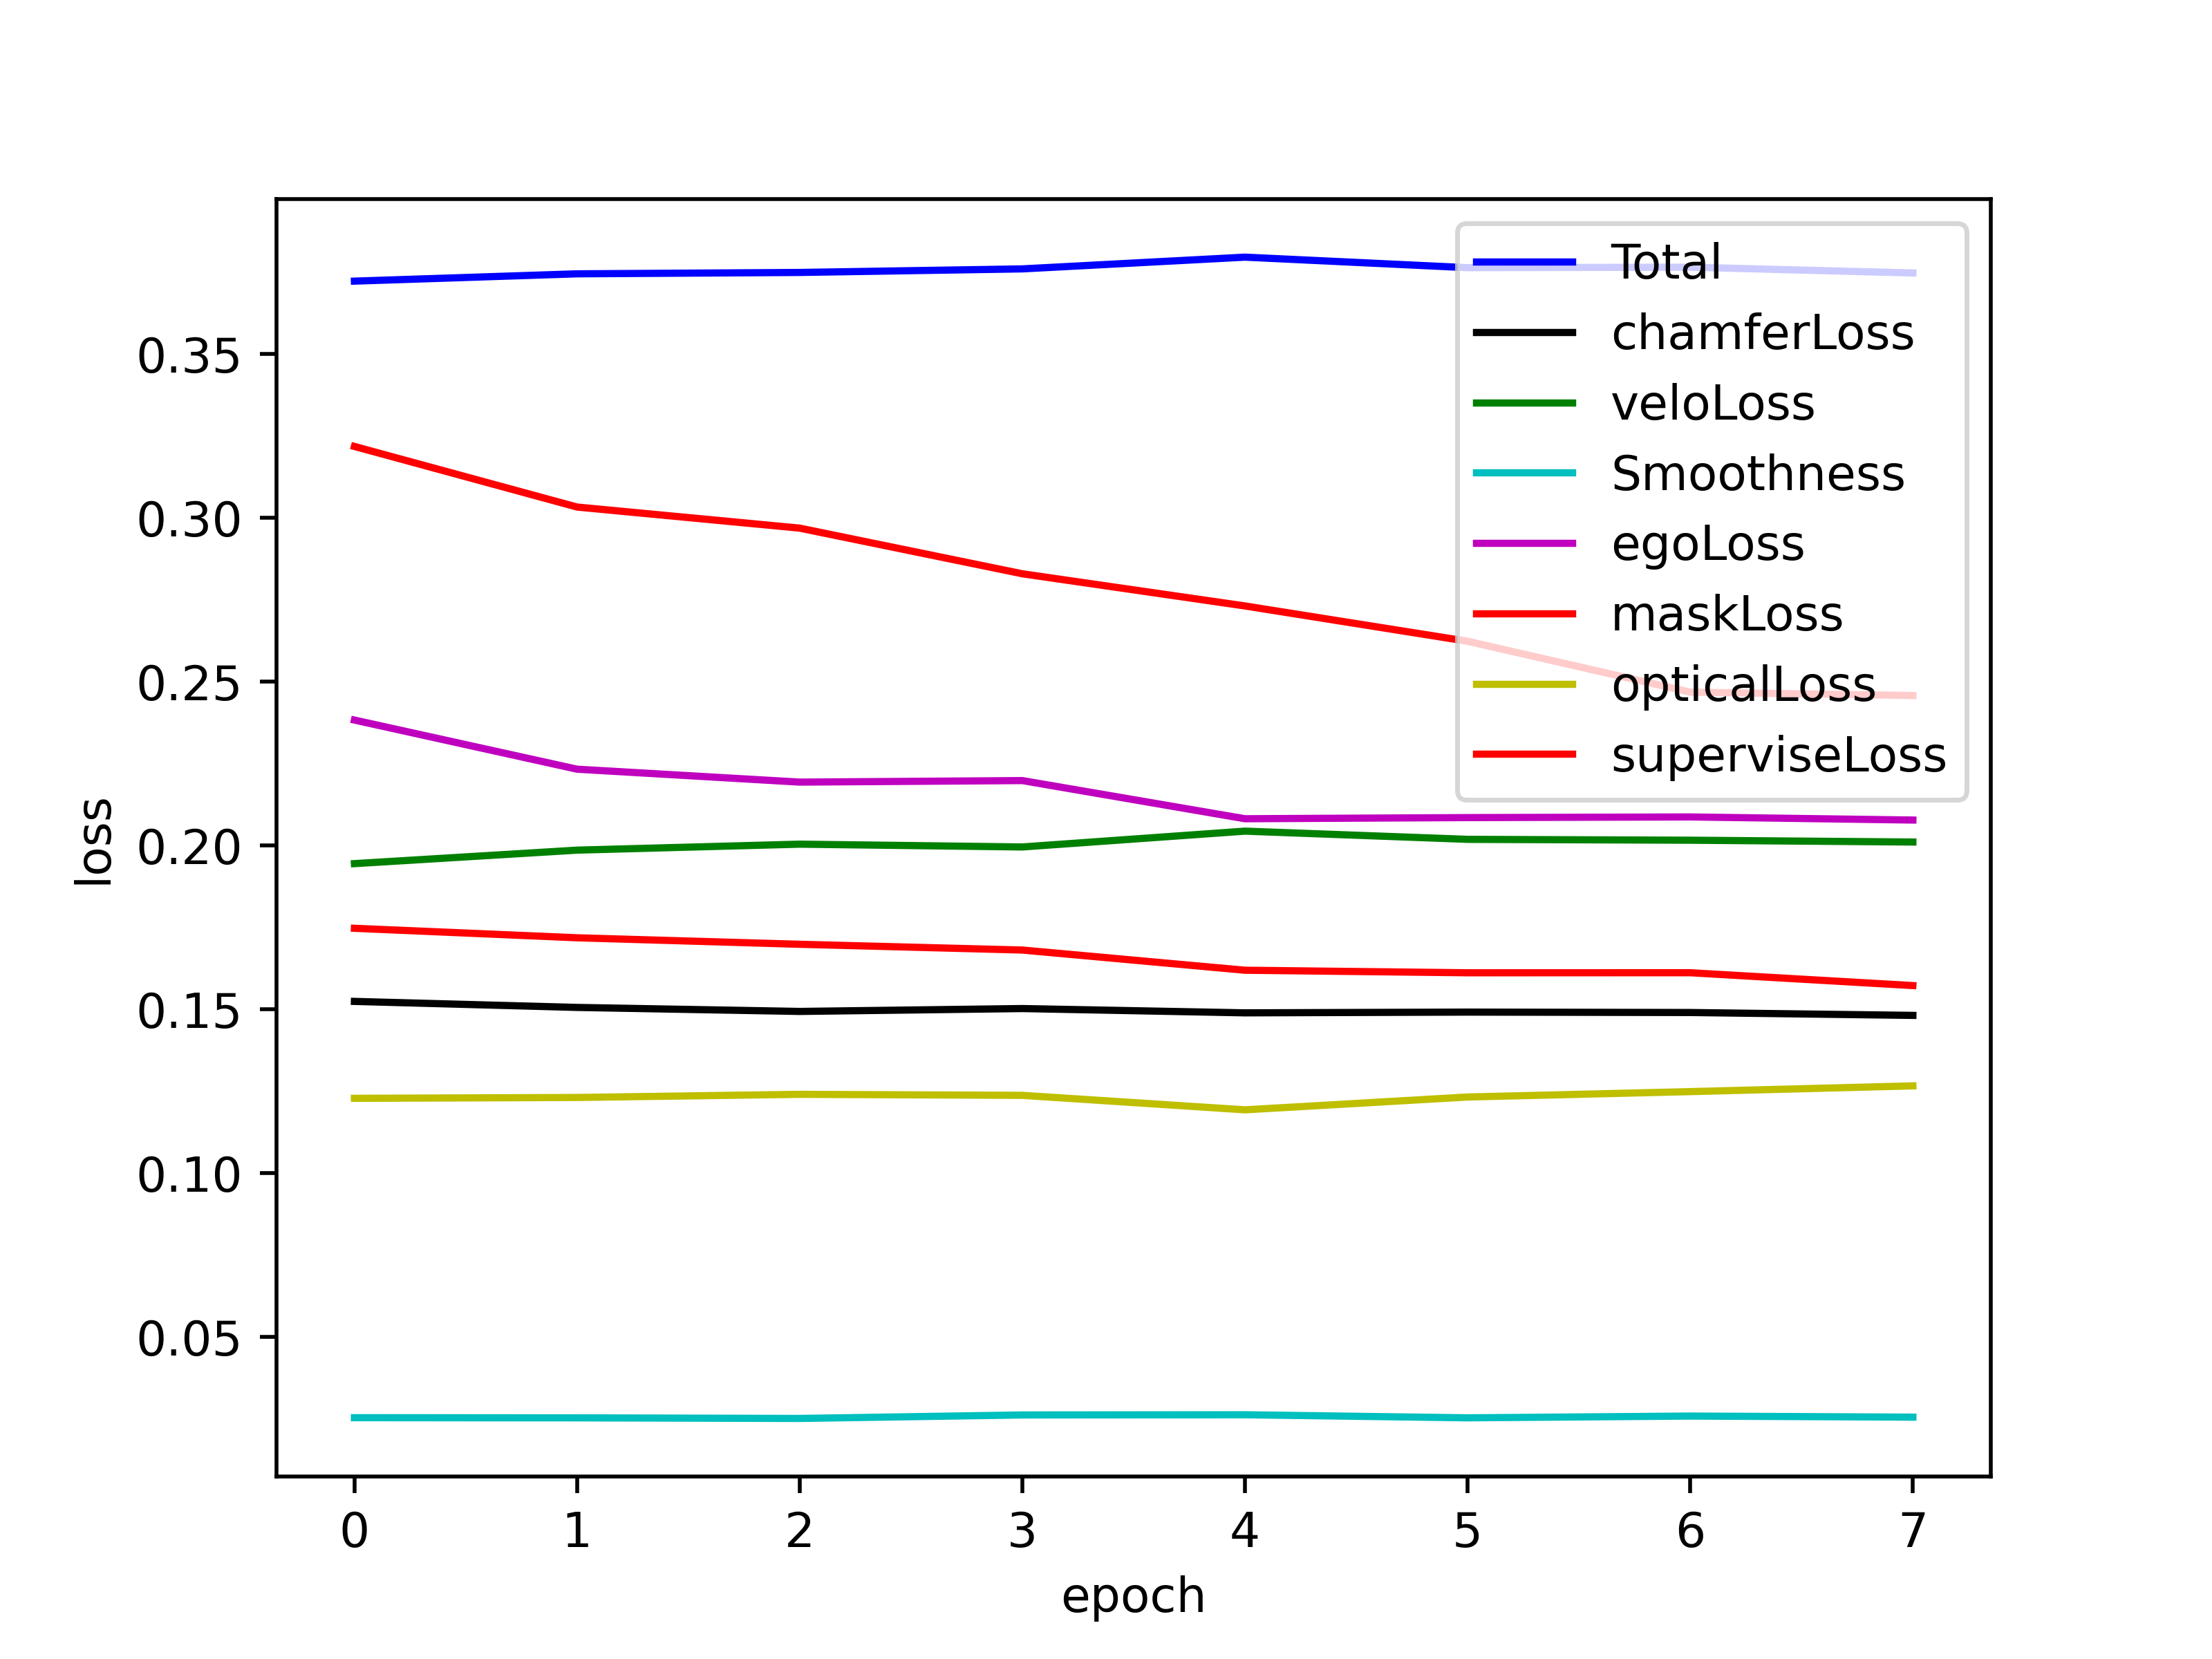 Total
chamferLoss
veloLoss
Smoothness
egoLoss
maskLoss
opticalLoss
superviseLoss
0.35
0.30
0.25
0.20
0.15
0.10
0.05
loss
0 1 2 3 4 5 6 7
epoch